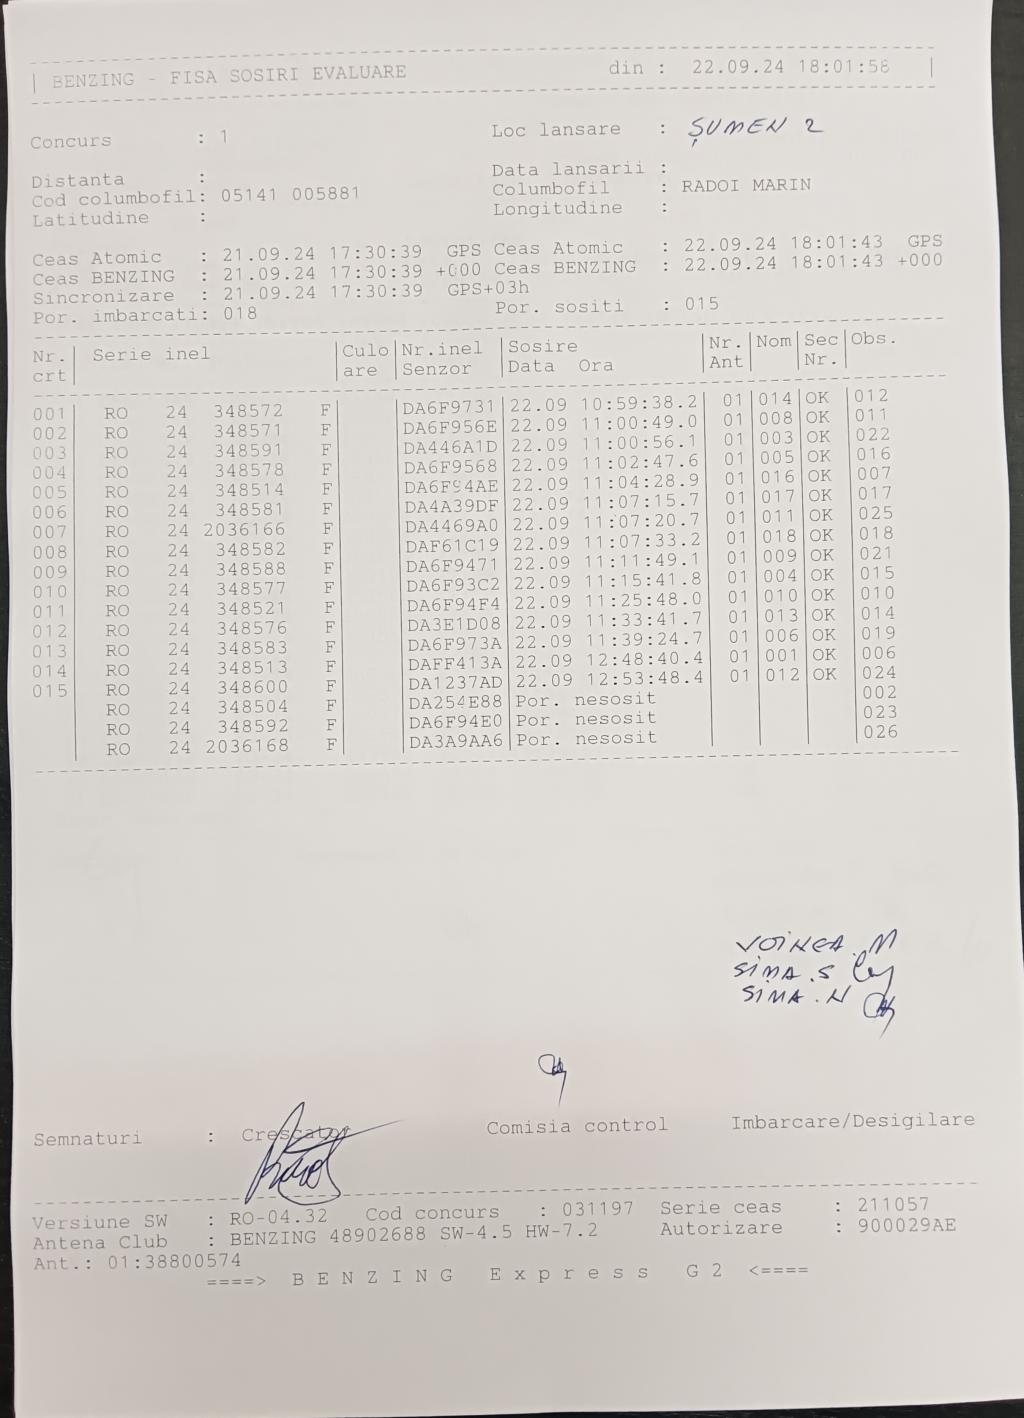 BENZING - FISA SOSIRI EVALUARE din : 22.09.24 18:01:58
Concurs : 1 Loc lansare : ȘUMEN 2
Distanta : Data lansarii :
Cod columbofil: 05141 005881 Columbofil : RADOI MARIN
Latitudine : Longitudine :
Ceas Atomic : 21.09.24 17:30:39 GPS Ceas Atomic : 22.09.24 18:01:43 GPS
Ceas BENZING : 21.09.24 17:30:39 +000 Ceas BENZING : 22.09.24 18:01:43 +000
Sincronizare : 21.09.24 17:30:39 GPS+03h
Por. imbarcati: 018 Por. sositi : 015
Nr. | Serie inel | Culo | Nr.inel | Sosire | Nr. | Nom | Sec | Obs.
crt | | are | Senzor | Data Ora | Ant | | Nr. |
001 | RO 24 348572 F | | DA6F9731 | 22.09 10:59:38.2 | 01 | 014 | OK | 012
002 | RO 24 348571 F | | DA6F956E | 22.09 11:00:49.0 | 01 | 008 | OK | 011
003 | RO 24 348591 F | | DA446A1D | 22.09 11:00:56.1 | 01 | 003 | OK | 022
004 | RO 24 348578 F | | DA6F9568 | 22.09 11:02:47.6 | 01 | 005 | OK | 016
005 | RO 24 348514 F | | DA6F94AE | 22.09 11:04:28.9 | 01 | 016 | OK | 007
006 | RO 24 348581 F | | DA4A39DF | 22.09 11:07:15.7 | 01 | 017 | OK | 017
007 | RO 24 2036166 F | | DA4469A0 | 22.09 11:07:20.7 | 01 | 011 | OK | 025
008 | RO 24 348582 F | | DAF61C19 | 22.09 11:07:33.2 | 01 | 018 | OK | 018
009 | RO 24 348588 F | | DA6F9471 | 22.09 11:11:49.1 | 01 | 009 | OK | 021
010 | RO 24 348577 F | | DA6F93C2 | 22.09 11:15:41.8 | 01 | 004 | OK | 015
011 | RO 24 348521 F | | DA6F94F4 | 22.09 11:25:48.0 | 01 | 010 | OK | 010
012 | RO 24 348576 F | | DA3E1D08 | 22.09 11:33:41.7 | 01 | 013 | OK | 014
013 | RO 24 348583 F | | DA6F973A | 22.09 11:39:24.7 | 01 | 006 | OK | 019
014 | RO 24 348513 F | | DAFF413A | 22.09 12:48:40.4 | 01 | 001 | OK | 006
015 | RO 24 348600 F | | DA1237AD | 22.09 12:53:48.4 | 01 | 012 | OK | 024
RO 24 348504 F | | DA254E88 | Por. nesosit | | | | 002
RO 24 348592 F | | DA6F94E0 | Por. nesosit | | | | 023
RO 24 2036168 F | | DA3A9AA6 | Por. nesosit | | | | 026
VOINEA. M
SIMA. S
SIMA. N
Semnaturi : Crescator Comisia control Imbarcare/Desigilare
Versiune SW : RO-04.32 Cod concurs : 031197 Serie ceas : 211057
Antena Club : BENZING 48902688 SW-4.5 HW-7.2 Autorizare : 900029AE
Ant.: 01:38800574
====> B E N Z I N G E x p r e s s G 2 <====